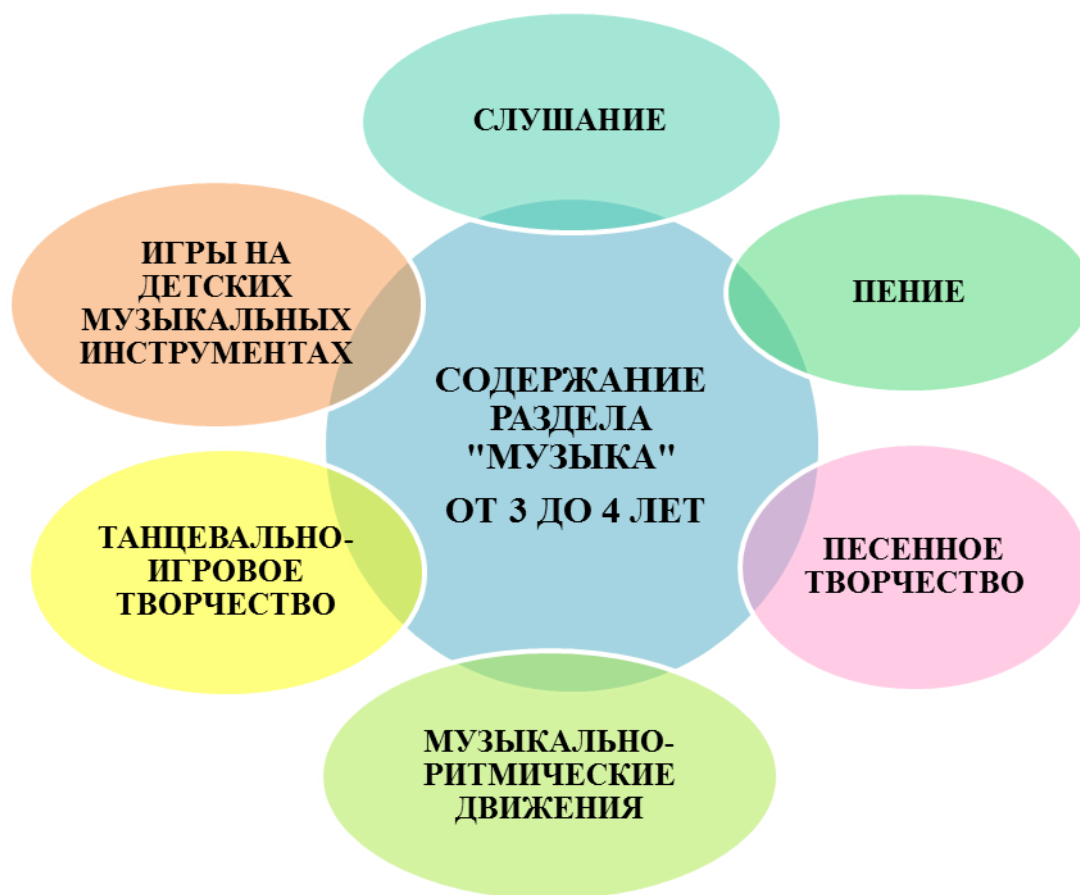 СЛУШАНИЕ
ПЕНИЕ
ПЕСЕННОЕ
ТВОРЧЕСТВО
МУЗЫКАЛЬНО-
РИТМИЧЕСКИЕ
ДВИЖЕНИЯ
ТАНЦЕВАЛЬНО-
ИГРОВОЕ
ТВОРЧЕСТВО
ИГРЫ НА
ДЕТСКИХ
МУЗЫКАЛЬНЫХ
ИНСТРУМЕНТАХ
СОДЕРЖАНИЕ
РАЗДЕЛА
"МУЗЫКА"
ОТ 3 ДО 4 ЛЕТ